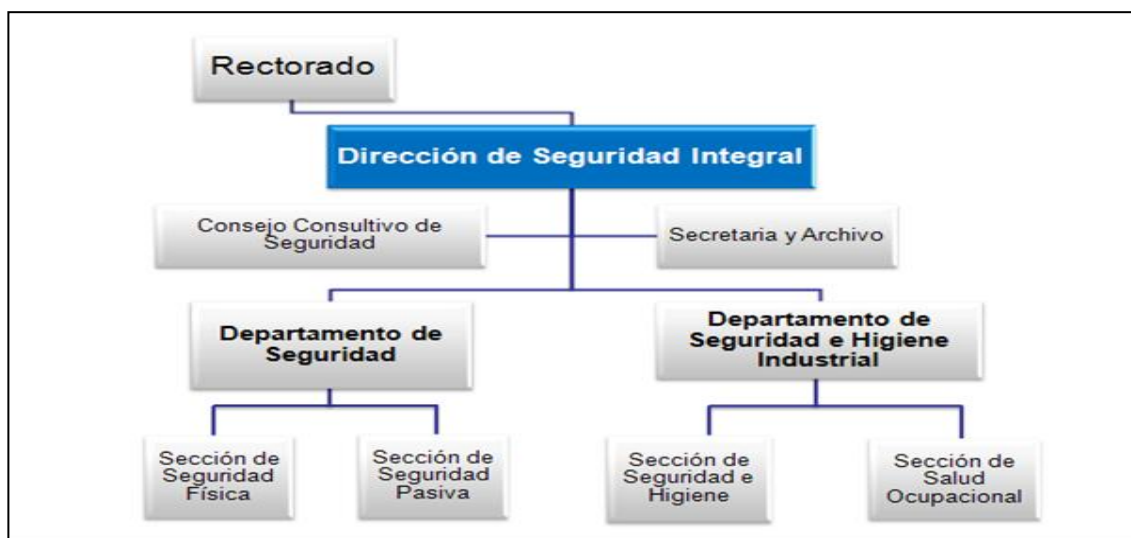 Rectorado
Dirección de Seguridad Integral
Consejo Consultivo de
Seguridad
Secretaria y Archivo
Departamento de
Seguridad
Departamento de
Seguridad e Higiene
Industrial
Sección de
Seguridad
Física
Sección de
Seguridad
Pasiva
Sección de
Seguridad e
Higiene
Sección de
Salud
Ocupacional